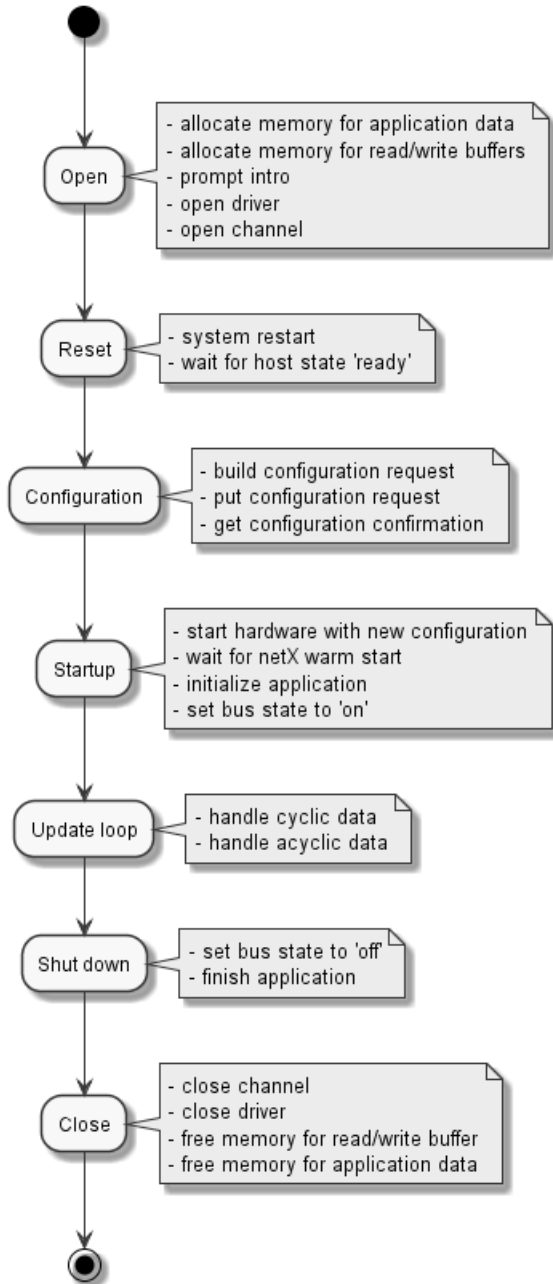 Open
- allocate memory for application data
- allocate memory for read/write buffers
- prompt intro
- open driver
- open channel
Reset
- system restart
- wait for host state 'ready'
Configuration
- build configuration request
- put configuration request
- get configuration confirmation
Startup
- start hardware with new configuration
- wait for netX warm start
- initialize application
- set bus state to 'on'
Update loop
- handle cyclic data
- handle acyclic data
Shut down
- set bus state to 'off'
- finish application
Close
- close channel
- close driver
- free memory for read/write buffer
- free memory for application data